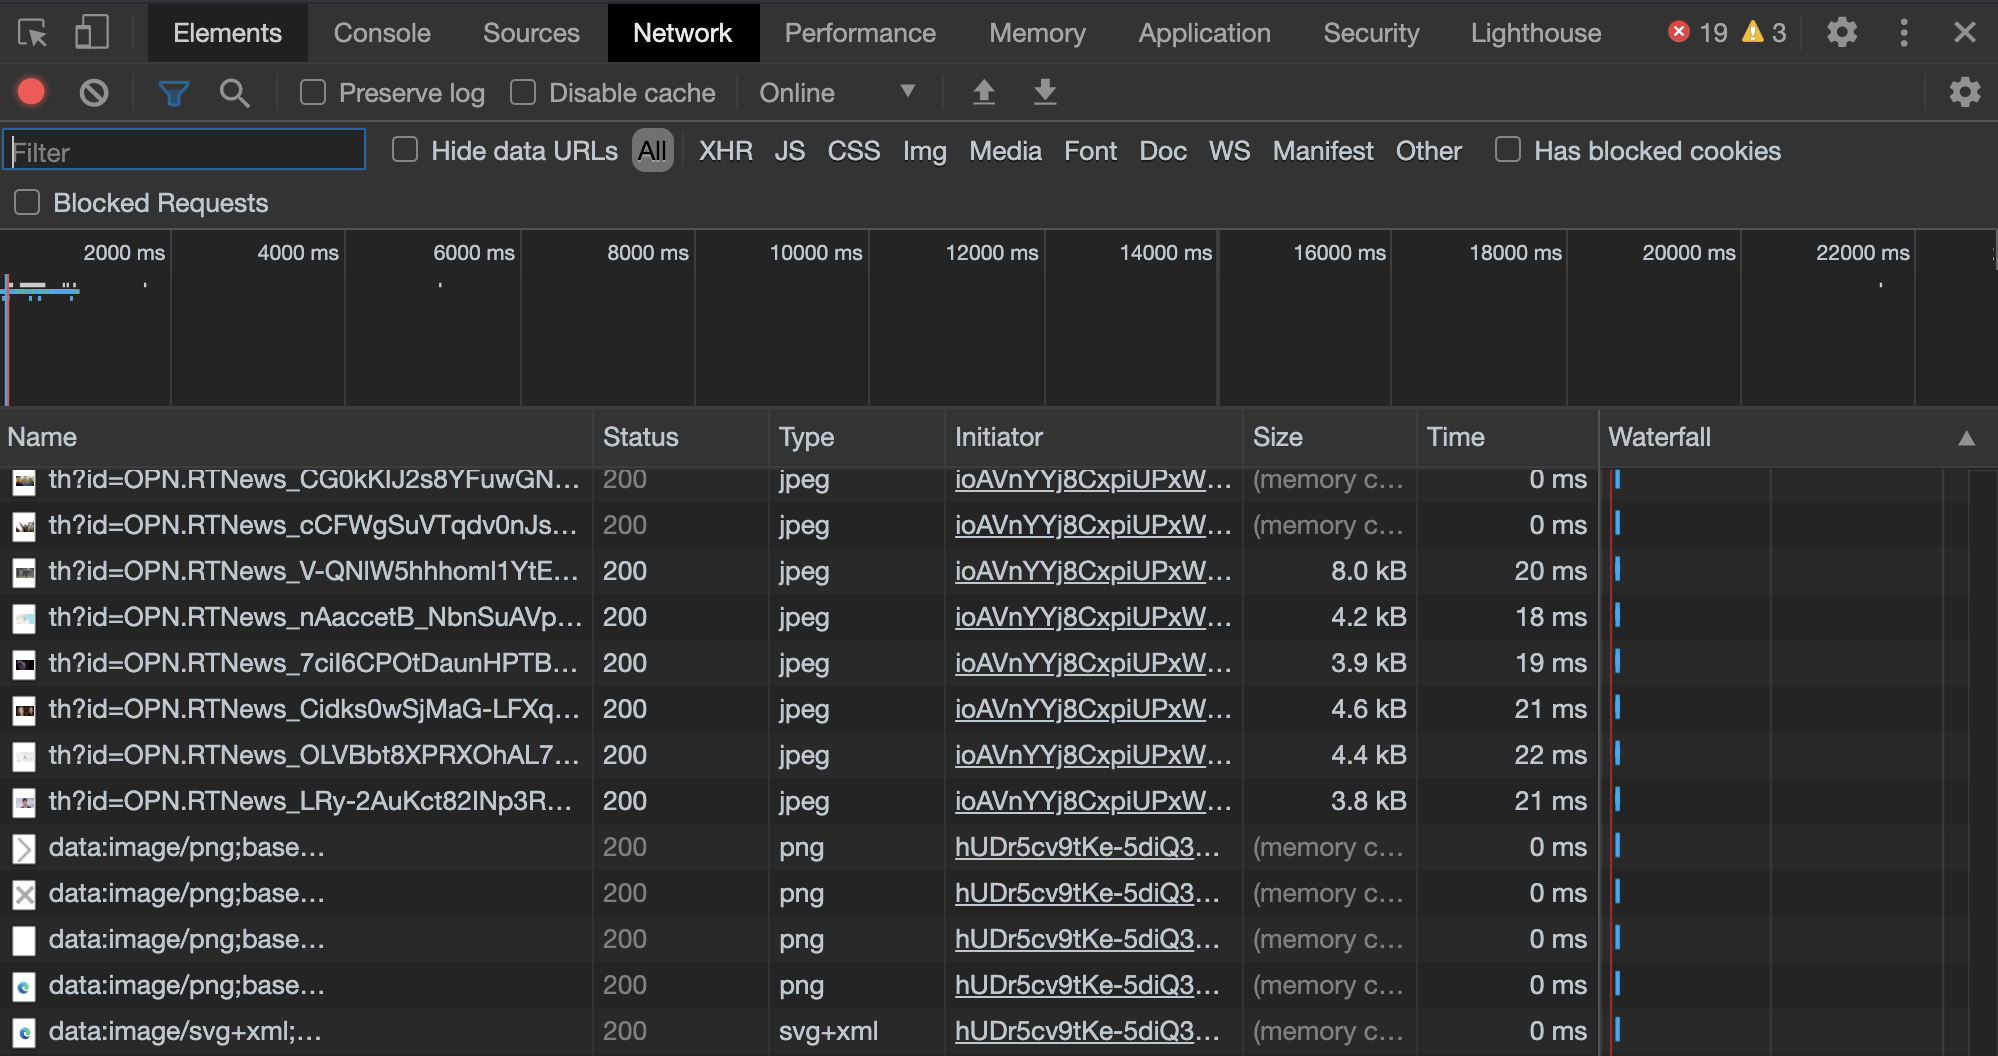 Elements Console Sources Network Performance Memory Application Security Lighthouse 19 3
Preserve log Disable cache Online
Filter Hide data URLs All XHR JS CSS Img Media Font Doc WS Manifest Other Has blocked cookies
Blocked Requests
2000 ms 4000 ms 6000 ms 8000 ms 10000 ms 12000 ms 14000 ms 16000 ms 18000 ms 20000 ms 22000 ms
Name Status Type Initiator Size Time Waterfall
th?id=OPN.RTNews_CG0kKIJ2s8YFuwGN... 200 jpeg ioAVnYYj8CxpiUPxW... (memory c... 0 ms
th?id=OPN.RTNews_cCFWgSuVTqdv0nJs... 200 jpeg ioAVnYYj8CxpiUPxW... (memory c... 0 ms
th?id=OPN.RTNews_V-QNlW5hhhomI1YtE... 200 jpeg ioAVnYYj8CxpiUPxW... 8.0 kB 20 ms
th?id=OPN.RTNews_nAaccetB_NbnSuAVp... 200 jpeg ioAVnYYj8CxpiUPxW... 4.2 kB 18 ms
th?id=OPN.RTNews_7ciI6CPOtDaunHPTB... 200 jpeg ioAVnYYj8CxpiUPxW... 3.9 kB 19 ms
th?id=OPN.RTNews_Cidks0wSjMaG-LFXq... 200 jpeg ioAVnYYj8CxpiUPxW... 4.6 kB 21 ms
th?id=OPN.RTNews_OLVBbt8XPRXOhAL7... 200 jpeg ioAVnYYj8CxpiUPxW... 4.4 kB 22 ms
th?id=OPN.RTNews_LRy-2AuKct82INp3R... 200 jpeg ioAVnYYj8CxpiUPxW... 3.8 kB 21 ms
data:image/png;base... 200 png hUDr5cv9tKe-5diQ3... (memory c... 0 ms
data:image/png;base... 200 png hUDr5cv9tKe-5diQ3... (memory c... 0 ms
data:image/png;base... 200 png hUDr5cv9tKe-5diQ3... (memory c... 0 ms
data:image/png;base... 200 png hUDr5cv9tKe-5diQ3... (memory c... 0 ms
data:image/svg+xml;... 200 svg+xml hUDr5cv9tKe-5diQ3... (memory c... 0 ms